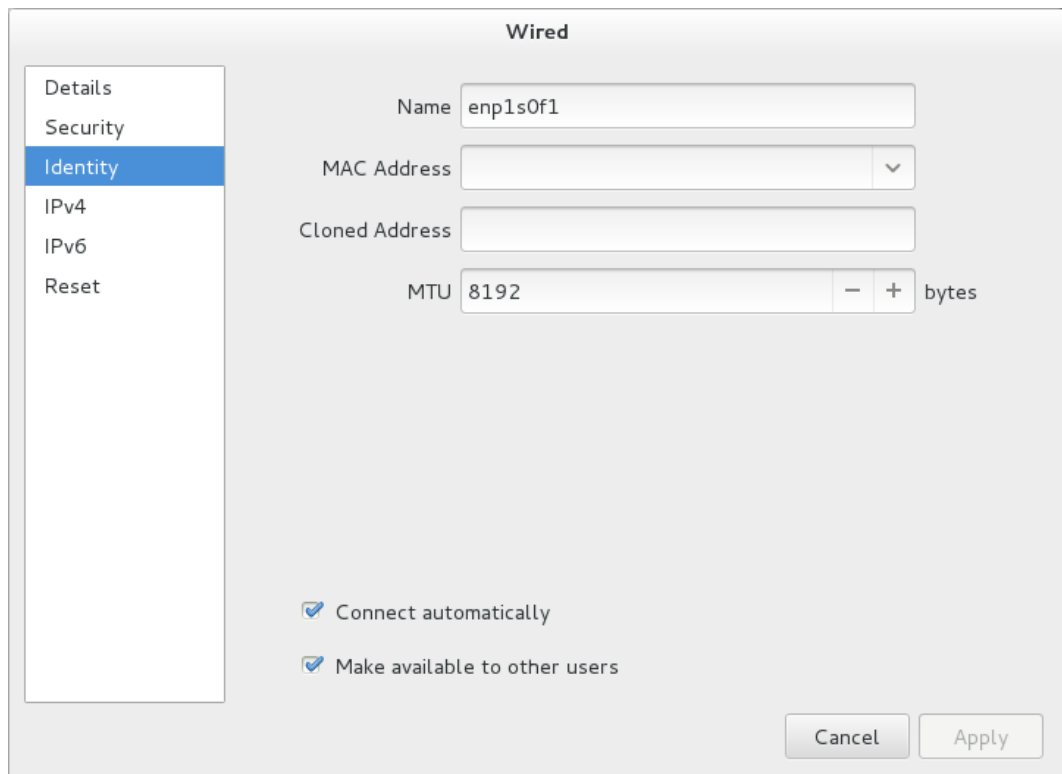 Wired
Details
Security
Identity
IPv4
IPv6
Reset
Name enp1s0f1
MAC Address
Cloned Address
MTU 8192 − + bytes
Connect automatically
Make available to other users
Cancel Apply